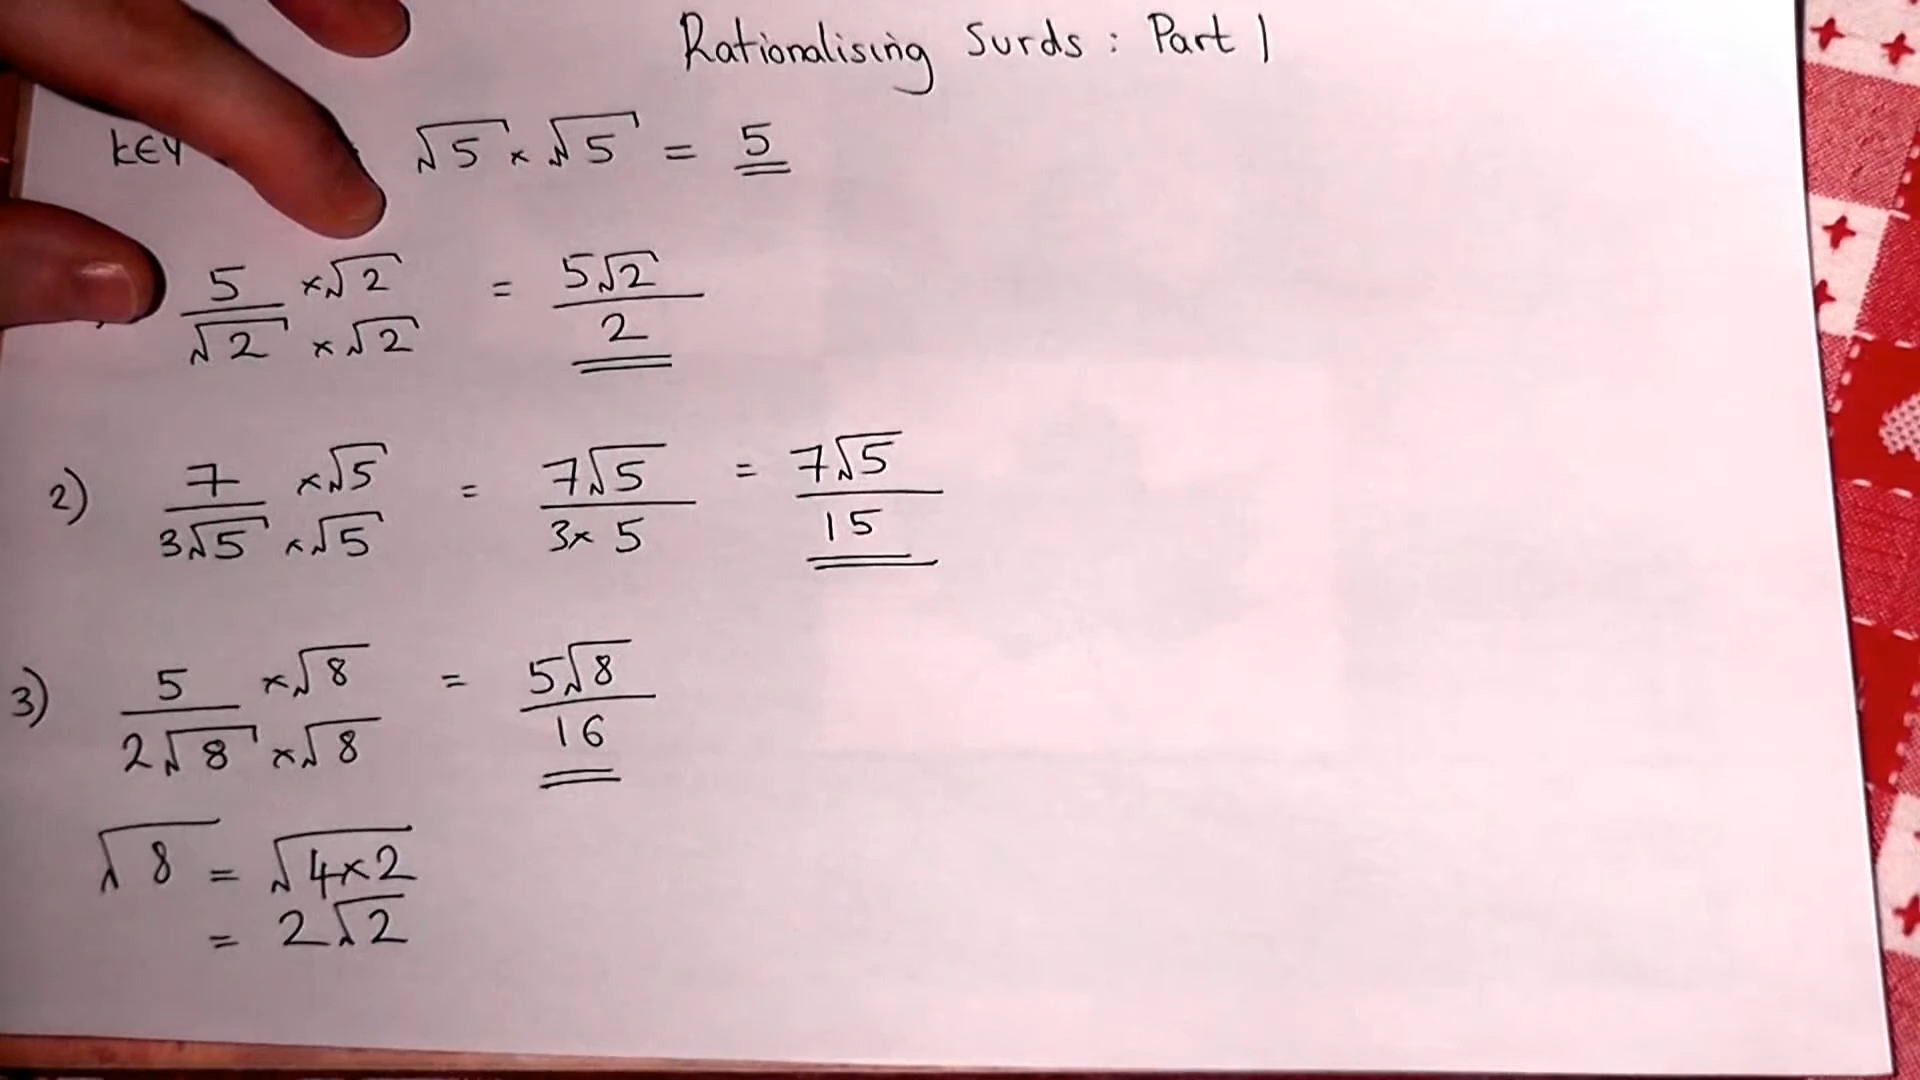 Rationalising Surds : Part 1
KEY √5 × √5 = 5
5/√2 ×√2/×√2 = 5√2/2
2) 7/3√5 ×√5/×√5 = 7√5/3×5 = 7√5/15
3) 5/2√8 ×√8/×√8 = 5√8/16
√8 = √4×2
= 2√2